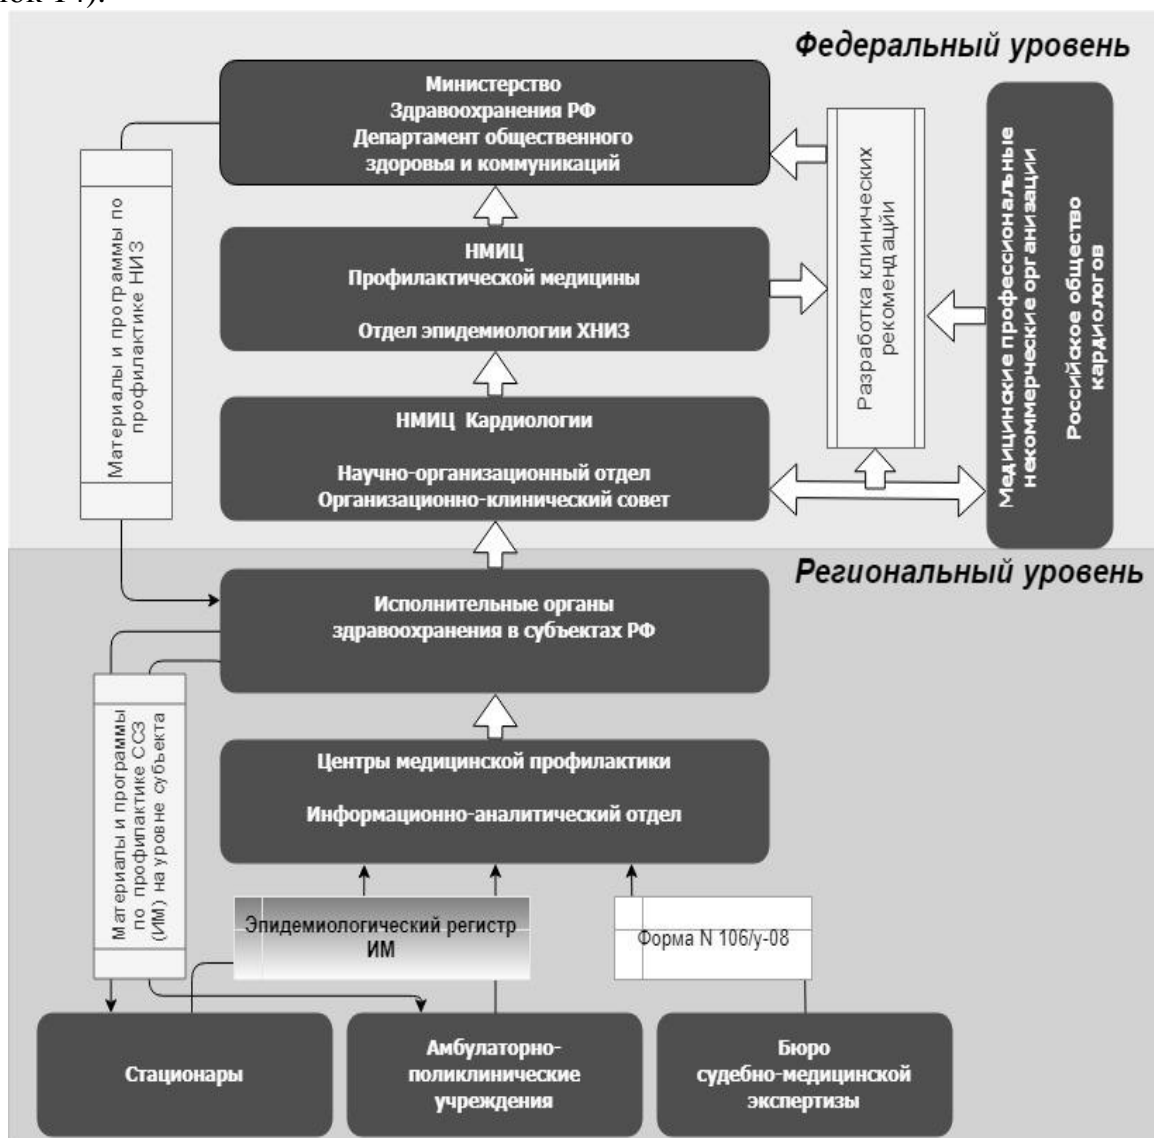 Федеральный уровень
Министерство
Здравоохранения РФ
Департамент общественного
здоровья и коммуникаций
Материалы и программы по
профилактике НИЗ
НМИЦ
Профилактической медицины
Отдел эпидемиологии ХНИЗ
Разработка клинических
рекомендаций
Медицинские профессиональные
некоммерческие организации
Российское общество
кардиологов
НМИЦ Кардиологии
Научно-организационный отдел
Организационно-клинический совет
Региональный уровень
Исполнительные органы
здравоохранения в субъектах РФ
Материалы и программы
по профилактике ССЗ
(ИМ) на уровне субъекта
Центры медицинской профилактики
Информационно-аналитический отдел
Эпидемиологический регистр
ИМ
Форма N 106/у-08
Стационары
Амбулаторно-
поликлинические
учреждения
Бюро
судебно-медицинской
экспертизы